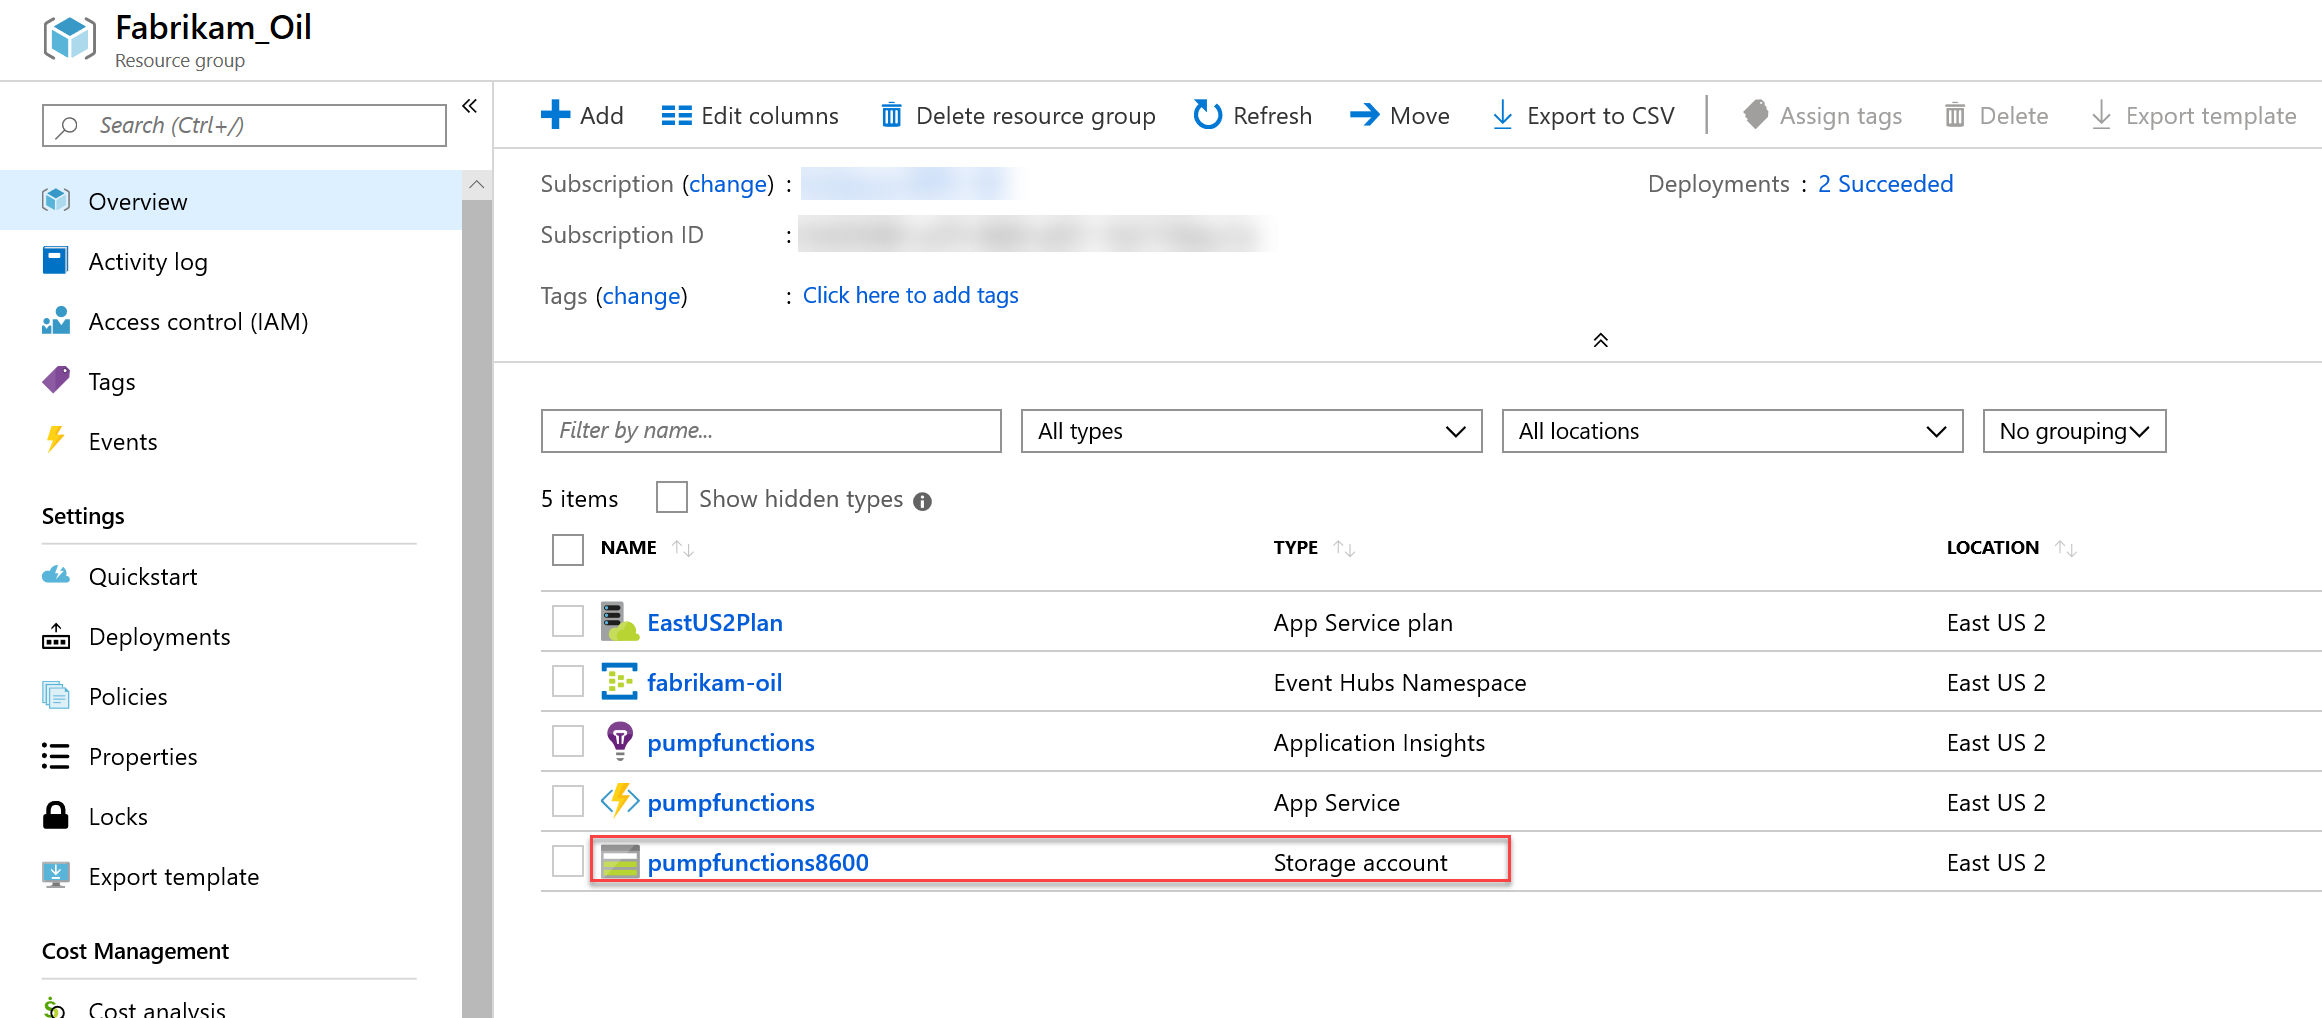 Fabrikam_Oil
Resource group
Search (Ctrl+/)
Overview
Activity log
Access control (IAM)
Tags
Events
Settings
Quickstart
Deployments
Policies
Properties
Locks
Export template
Cost Management
Cost analysis
Add Edit columns Delete resource group Refresh Move Export to CSV Assign tags Delete Export template
Subscription (change) : Deployments : 2 Succeeded
Subscription ID :
Tags (change) : Click here to add tags
Filter by name... All types All locations No grouping
5 items Show hidden types
NAME TYPE LOCATION
EastUS2Plan App Service plan East US 2
fabrikam-oil Event Hubs Namespace East US 2
pumpfunctions Application Insights East US 2
pumpfunctions App Service East US 2
pumpfunctions8600 Storage account East US 2